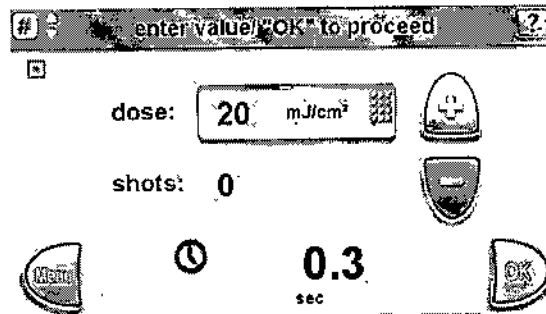 # enter value/"OK" to proceed ?
dose: 20 mJ/cm²
shots: 0
Menu 0.3 OK
sec